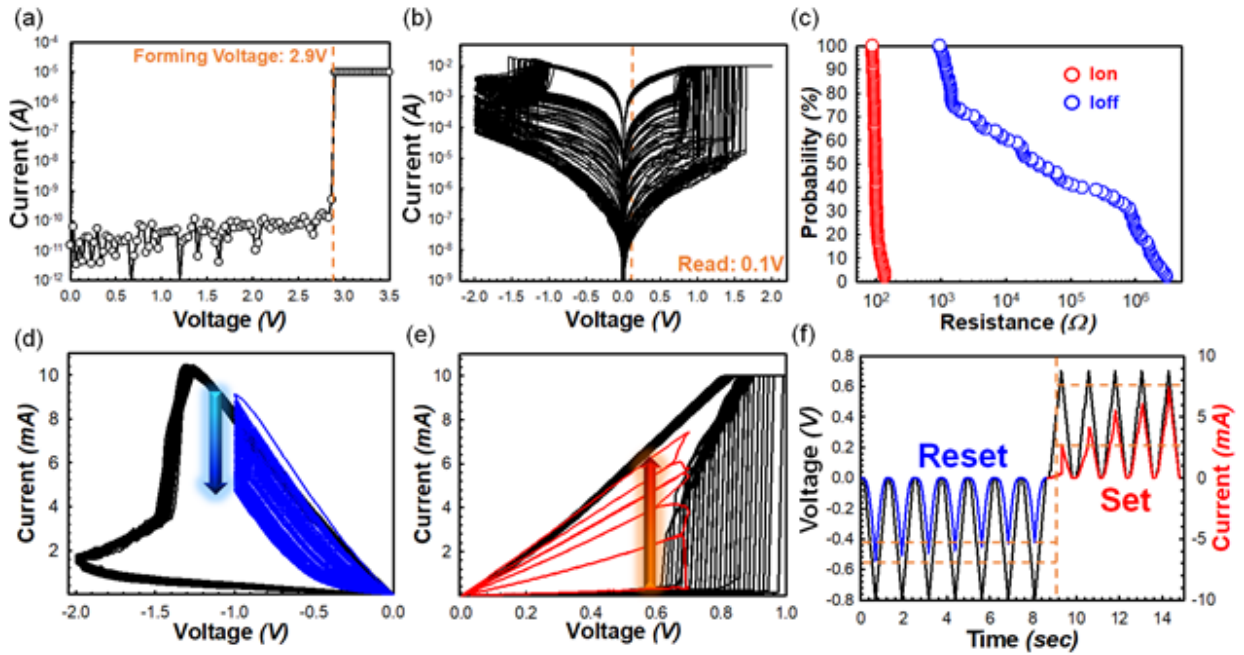 (a)
10-4
10-5
10-6
10-7
10-8
10-9
10-10
10-11
10-12
Current (A)
Forming Voltage: 2.9V
0.0 0.5 1.0 1.5 2.0 2.5 3.0 3.5
Voltage (V)
(b)
10-1
10-2
10-3
10-4
10-5
10-6
10-7
10-8
10-9
Current (A)
Read: 0.1V
-2.0 -1.5 -1.0 -0.5 0.0 0.5 1.0 1.5 2.0
Voltage (V)
(c)
100
90
80
70
60
50
40
30
20
10
0
Probability (%)
Ion
Ioff
102 103 104 105 106
Resistance (Ω)
(d)
10
8
6
4
2
Current (mA)
-2.0 -1.5 -1.0 -0.5 0.0
Voltage (V)
(e)
10
8
6
4
2
Current (mA)
0.0 0.2 0.4 0.6 0.8 1.0
Voltage (V)
(f)
0.8
0.6
0.4
0.2
0.0
-0.2
-0.4
-0.6
-0.8
Voltage (V)
Reset
Set
10
5
0
-5
-10
Current (mA)
0 2 4 6 8 10 12 14
Time (sec)